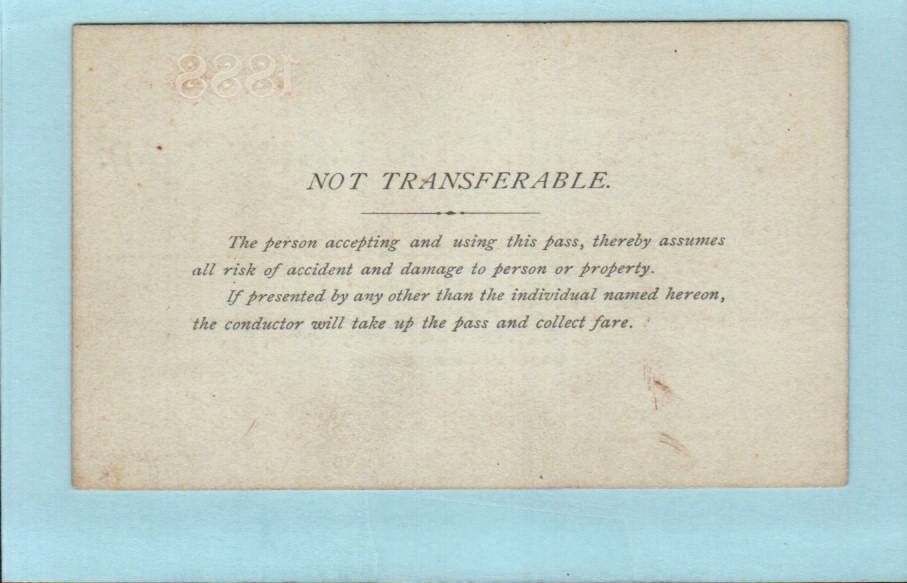 1888
NOT TRANSFERABLE.
The person accepting and using this pass, thereby assumes
all risk of accident and damage to person or property.
If presented by any other than the individual named hereon,
the conductor will take up the pass and collect fare.